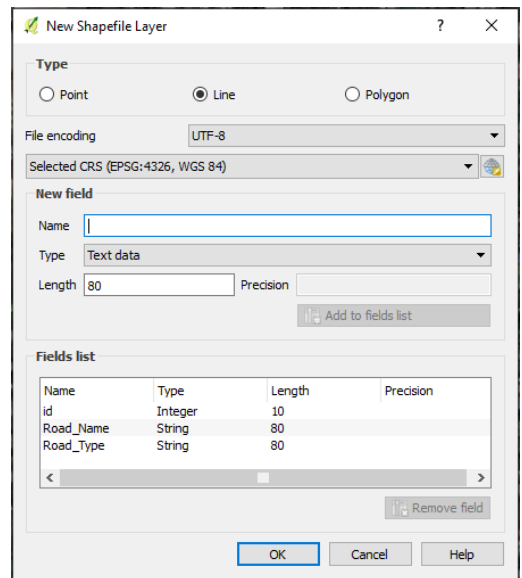 New Shapefile Layer ? X
Type
Point Line Polygon
File encoding UTF-8
Selected CRS (EPSG:4326, WGS 84)
New field
Name
Type Text data
Length 80 Precision
Add to fields list
Fields list
Name Type Length Precision
id Integer 10
Road_Name String 80
Road_Type String 80
Remove field
OK Cancel Help